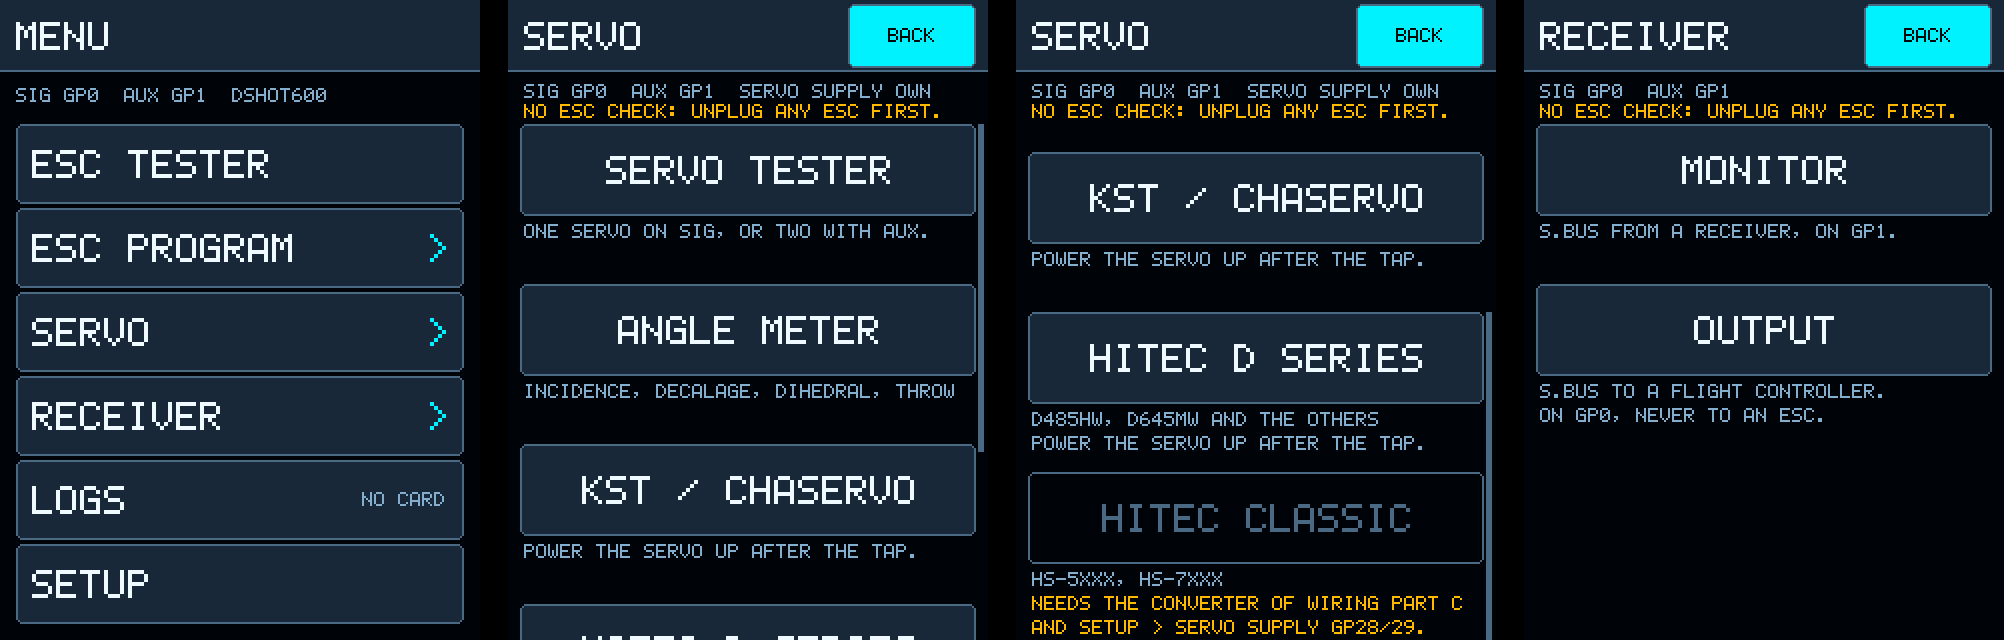 MENU
SIG GP0  AUX GP1  DSHOT600
ESC TESTER
ESC PROGRAM >
SERVO >
RECEIVER >
LOGS NO CARD
SETUP
SERVO BACK
SIG GP0  AUX GP1  SERVO SUPPLY OWN
NO ESC CHECK: UNPLUG ANY ESC FIRST.
SERVO TESTER
ONE SERVO ON SIG, OR TWO WITH AUX.
ANGLE METER
INCIDENCE, DECALAGE, DIHEDRAL, THROW
KST / CHASERVO
POWER THE SERVO UP AFTER THE TAP.
SERVO BACK
SIG GP0  AUX GP1  SERVO SUPPLY OWN
NO ESC CHECK: UNPLUG ANY ESC FIRST.
KST / CHASERVO
POWER THE SERVO UP AFTER THE TAP.
HITEC D SERIES
D485HW, D645MW AND THE OTHERS
POWER THE SERVO UP AFTER THE TAP.
HITEC CLASSIC
HS-5XXX, HS-7XXX
NEEDS THE CONVERTER OF WIRING PART C
AND SETUP > SERVO SUPPLY GP28/29.
RECEIVER BACK
SIG GP0  AUX GP1
NO ESC CHECK: UNPLUG ANY ESC FIRST.
MONITOR
S.BUS FROM A RECEIVER, ON GP1.
OUTPUT
S.BUS TO A FLIGHT CONTROLLER.
ON GP0, NEVER TO AN ESC.